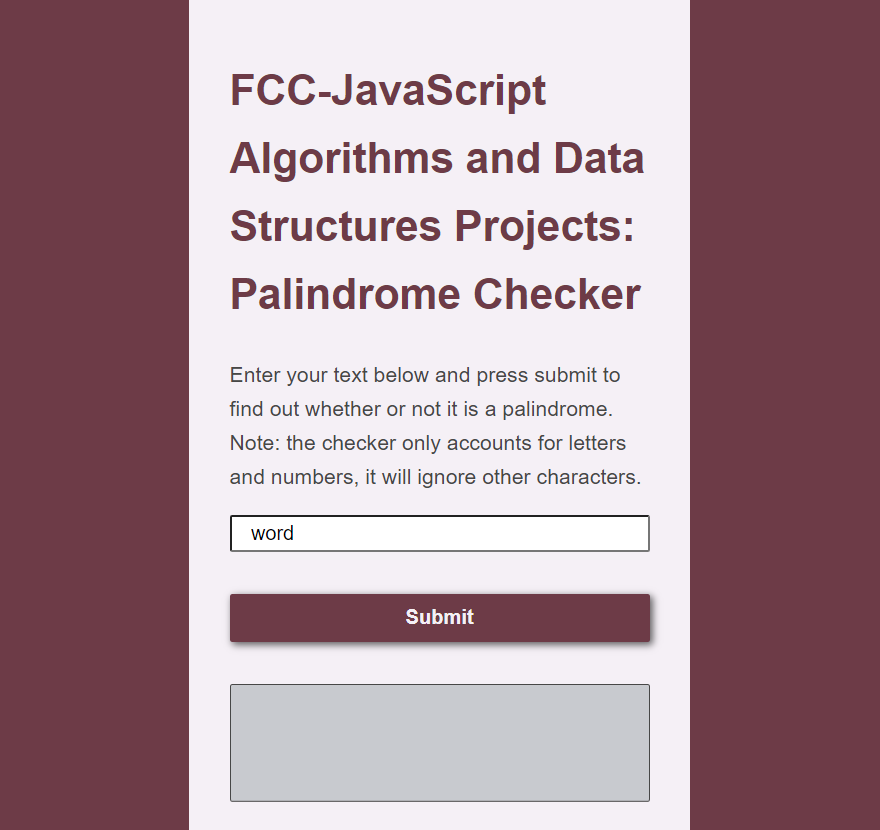 FCC-JavaScript
Algorithms and Data
Structures Projects:
Palindrome Checker
Enter your text below and press submit to
find out whether or not it is a palindrome.
Note: the checker only accounts for letters
and numbers, it will ignore other characters.
word
Submit